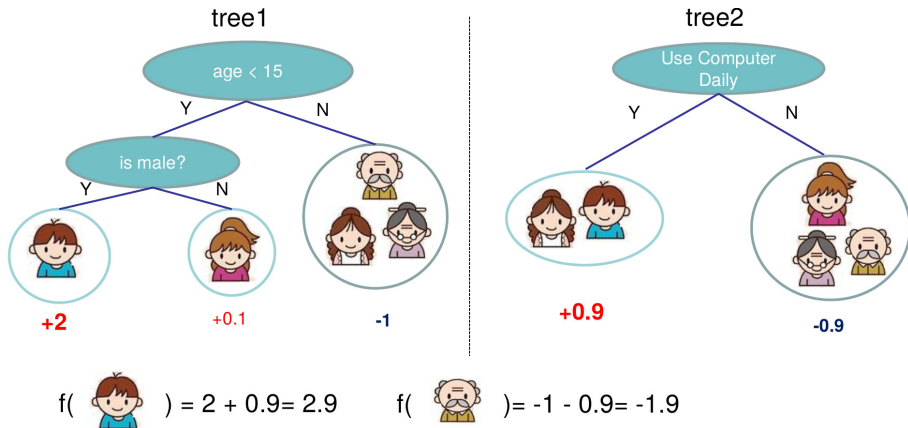 tree1
age < 15
Y
N
is male?
Y
N
+2
+0.1
-1
tree2
Use Computer
Daily
Y
N
+0.9
-0.9
f( ) = 2 + 0.9= 2.9
f( )= -1 - 0.9= -1.9